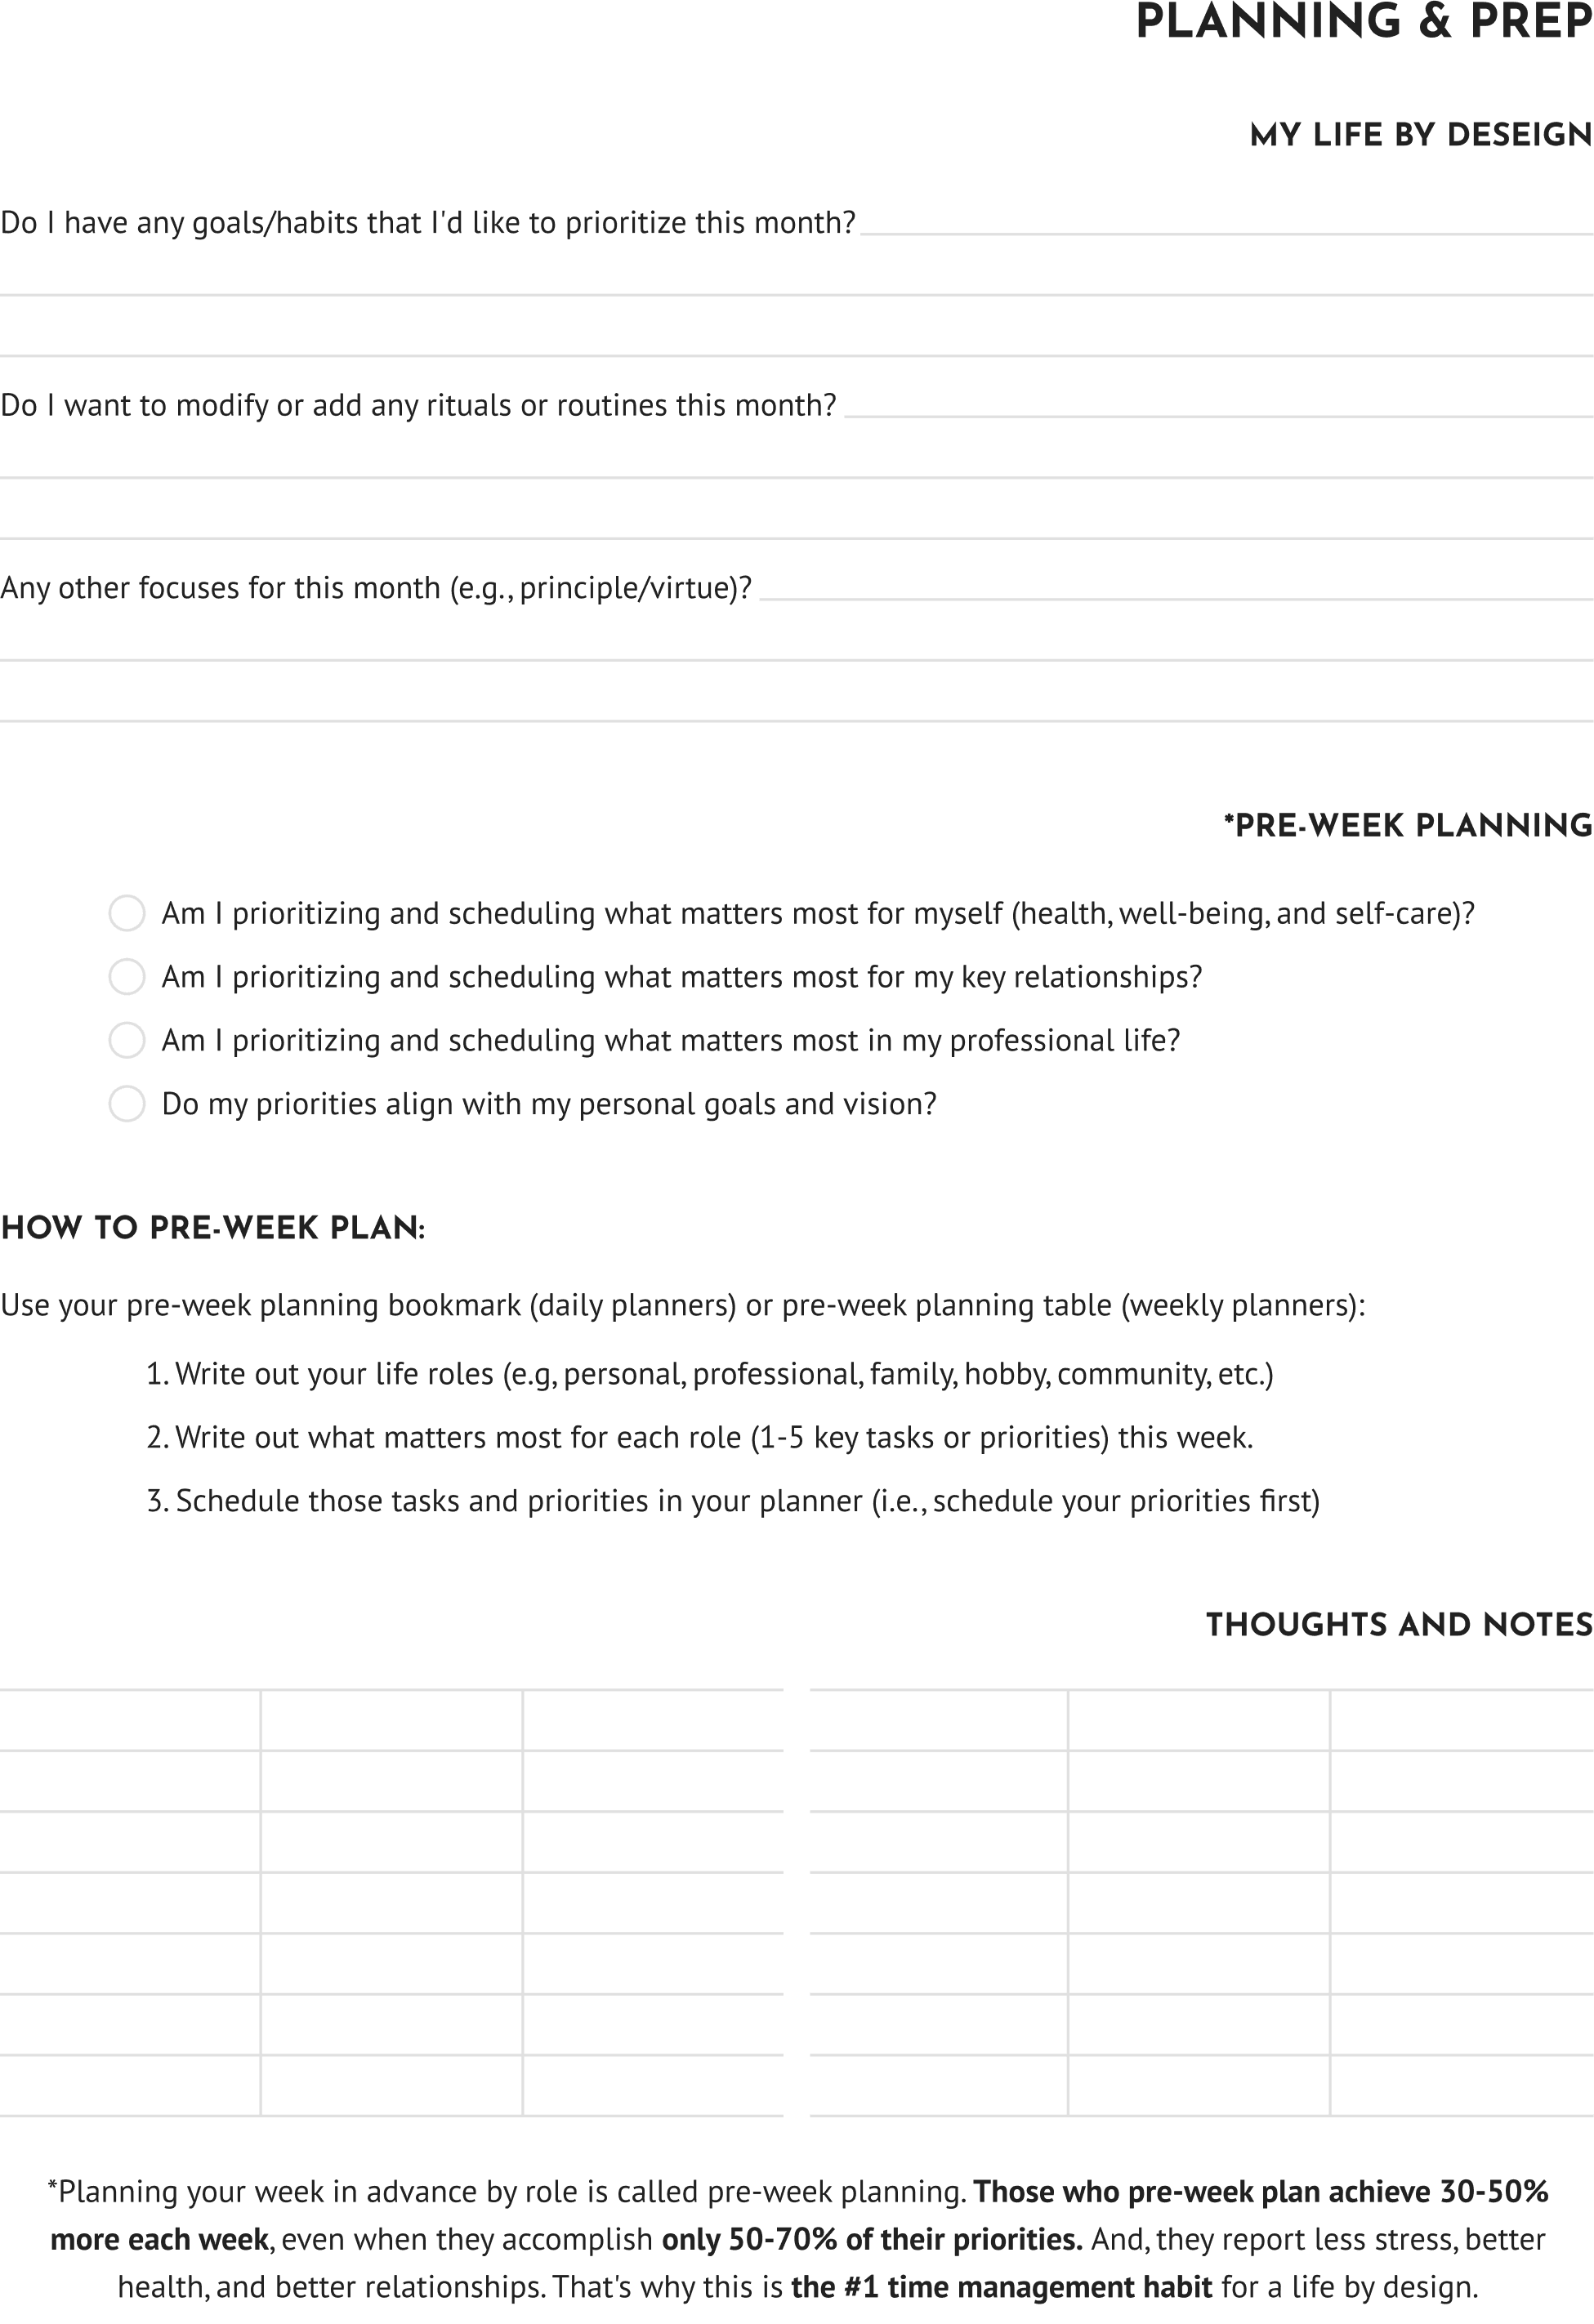 PLANNING & PREP
MY LIFE BY DESEIGN
Do I have any goals/habits that I'd like to prioritize this month?
Do I want to modify or add any rituals or routines this month?
Any other focuses for this month (e.g., principle/virtue)?
*PRE-WEEK PLANNING
Am I prioritizing and scheduling what matters most for myself (health, well-being, and self-care)?
Am I prioritizing and scheduling what matters most for my key relationships?
Am I prioritizing and scheduling what matters most in my professional life?
Do my priorities align with my personal goals and vision?
HOW TO PRE-WEEK PLAN:
Use your pre-week planning bookmark (daily planners) or pre-week planning table (weekly planners):
1. Write out your life roles (e.g, personal, professional, family, hobby, community, etc.)
2. Write out what matters most for each role (1-5 key tasks or priorities) this week.
3. Schedule those tasks and priorities in your planner (i.e., schedule your priorities first)
THOUGHTS AND NOTES
*Planning your week in advance by role is called pre-week planning. Those who pre-week plan achieve 30-50%
more each week, even when they accomplish only 50-70% of their priorities. And, they report less stress, better
health, and better relationships. That's why this is the #1 time management habit for a life by design.